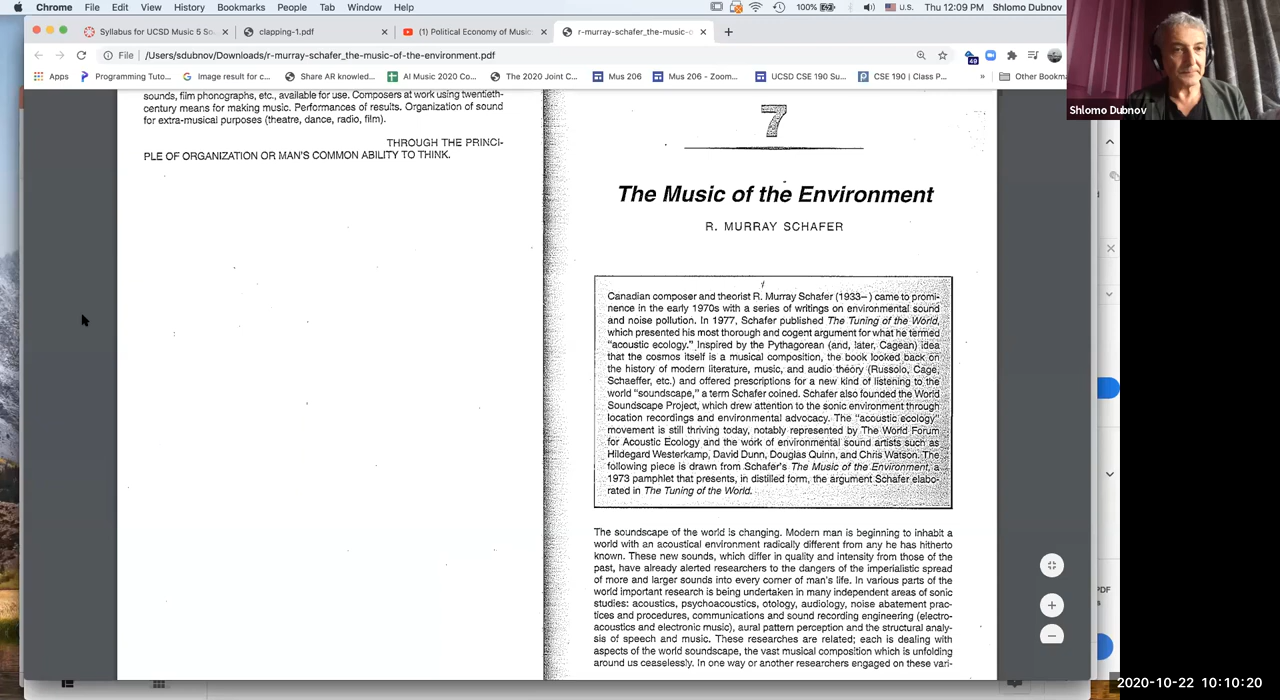 Chrome File Edit View History Bookmarks People Tab Window Help
100% U.S. Thu 12:09 PM Shlomo Dubnov
Syllabus for UCSD Music 5 So
clapping-1.pdf
(1) Political Economy of Music
r-murray-schafer_the-music-o
File /Users/sdubnov/Downloads/r-murray-schafer_the-music-of-the-environment.pdf
49
Apps Programming Tuto... Image result for c... Share AR knowled... AI Music 2020 Co... The 2020 Joint C... Mus 206 Mus 206 - Zoom... UCSD CSE 190 Su... CSE 190 | Class P... » Other Bookma
Shlomo Dubnov
sounds, film phonographs, etc., available for use. Composers at work using twentieth-
century means for making music. Performances of results. Organization of sound
for extra-musical purposes (theatre, dance, radio, film).
THROUGH THE PRINCI-
PLE OF ORGANIZATION OR MAN'S COMMON ABILITY TO THINK.
7
The Music of the Environment
R. MURRAY SCHAFER
Canadian composer and theorist R. Murray Schafer (1933– ) came to promi-
nence in the early 1970s with a series of writings on environmental sound
and noise pollution. In 1977, Schafer published The Tuning of the World,
which presented his most thorough and cogent argument for what he termed
"acoustic ecology." Inspired by the Pythagorean (and, later, Cagean) idea
that the cosmos itself is a musical composition, the book looked back on
the history of modern literature, music, and audio theory (Russolo, Cage,
Schaeffer, etc.) and offered prescriptions for a new kind of listening to the
world "soundscape," a term Schafer coined. Schafer also founded the World
Soundscape Project, which drew attention to the sonic environment through
location recordings and environmental advocacy. The "acoustic ecology"
movement is still thriving today, notably represented by The World Forum
for Acoustic Ecology and the work of environmental sound artists such as
Hildegard Westerkamp, David Dunn, Douglas Quinn, and Chris Watson. The
following piece is drawn from Schafer's The Music of the Environment, a
1973 pamphlet that presents, in distilled form, the argument Schafer elabo-
rated in The Tuning of the World.
The soundscape of the world is changing. Modern man is beginning to inhabit a
world with an acoustical environment radically different from any he has hitherto
known. These new sounds, which differ in quality and intensity from those of the
past, have already alerted researchers to the dangers of the imperialistic spread
of more and larger sounds into every corner of man's life. In various parts of the
world important research is being undertaken in many independent areas of sonic
studies: acoustics, psychoacoustics, otology, audiology, noise abatement prac-
tices and procedures, communications and sound recording engineering (electro-
acoustics and electronic music), aural pattern perception and the structural analy-
sis of speech and music. These researches are related; each is dealing with
aspects of the world soundscape, the vast musical composition which is unfolding
around us ceaselessly. In one way or another researchers engaged on these vari-
PDF
2020-10-22 10:10:20